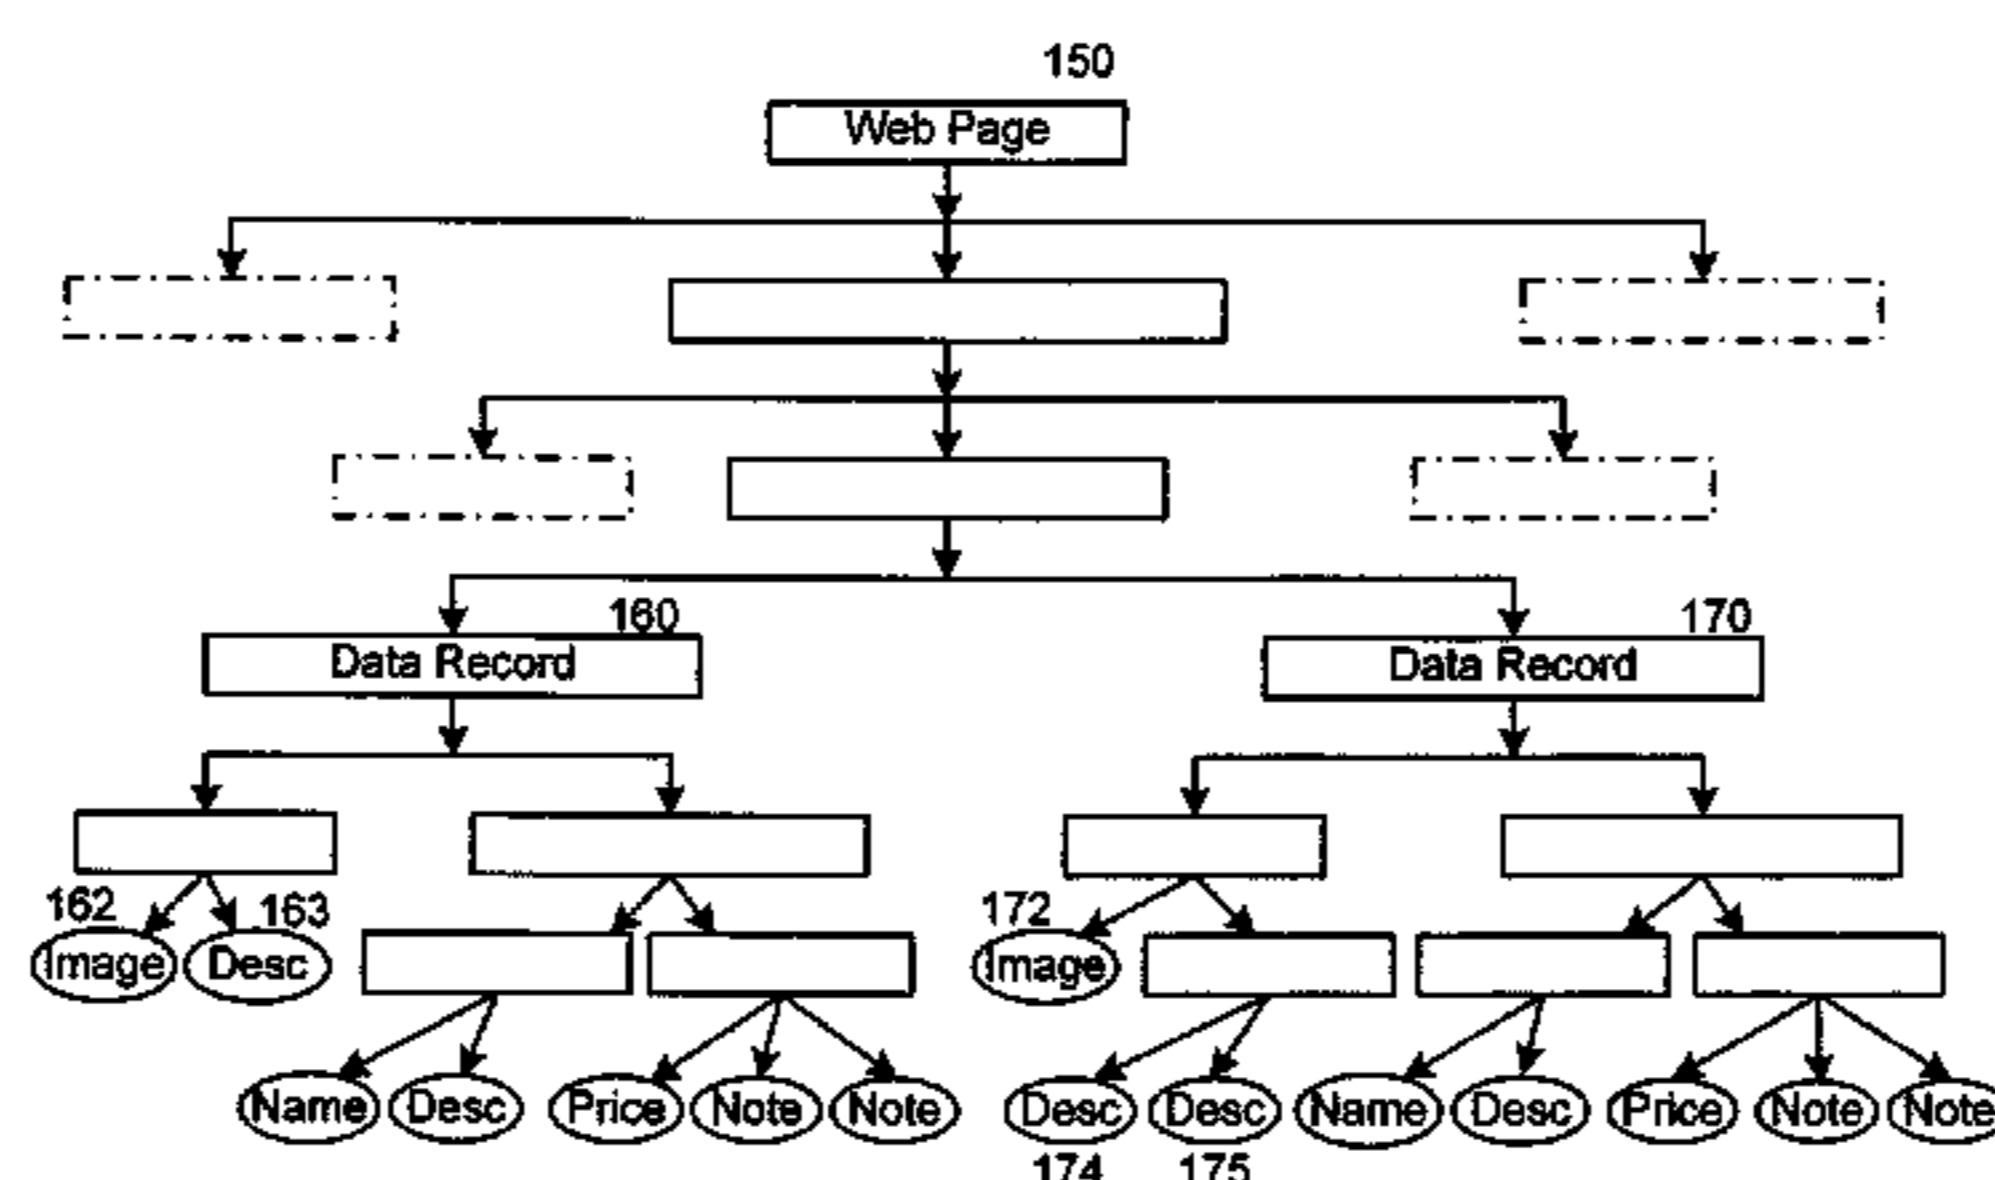 150
Web Page
160
170
Data Record
Data Record
162
163
172
Image
Desc
Image
Name
Desc
Price
Note
Note
Desc
Desc
Name
Desc
Price
Note
Note
174
175